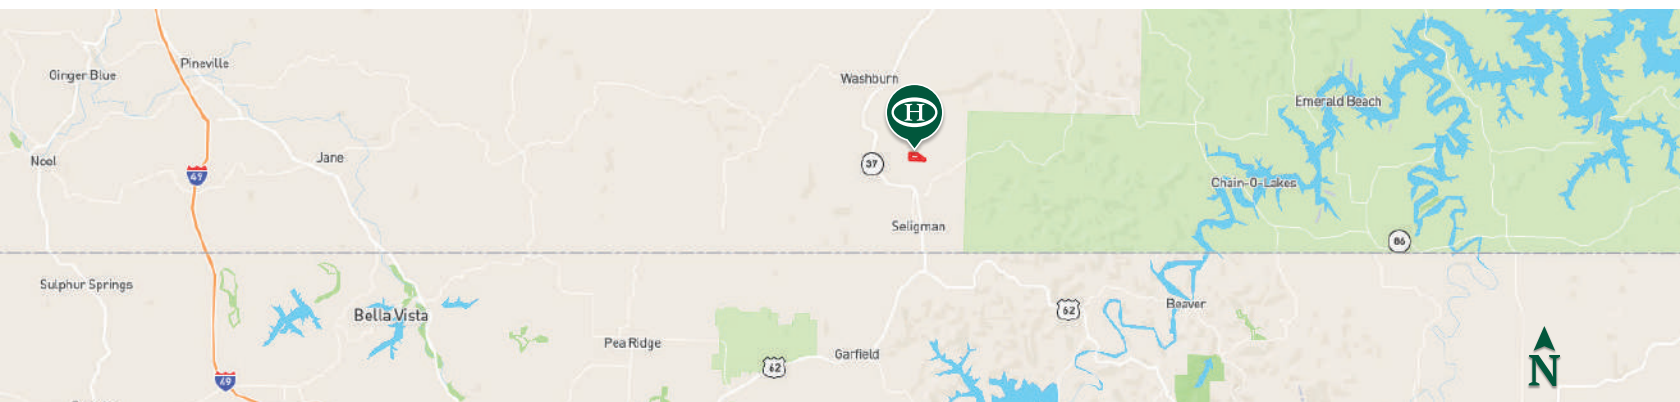 Pineville
Ginger Blue
Washburn
H
Emerald Beach
Noel
Jane
37
49
Chain-O-Lakes
Seligman
86
Sulphur Springs
Beaver
62
Bella Vista
Pea Ridge
Garfield
62
49
N